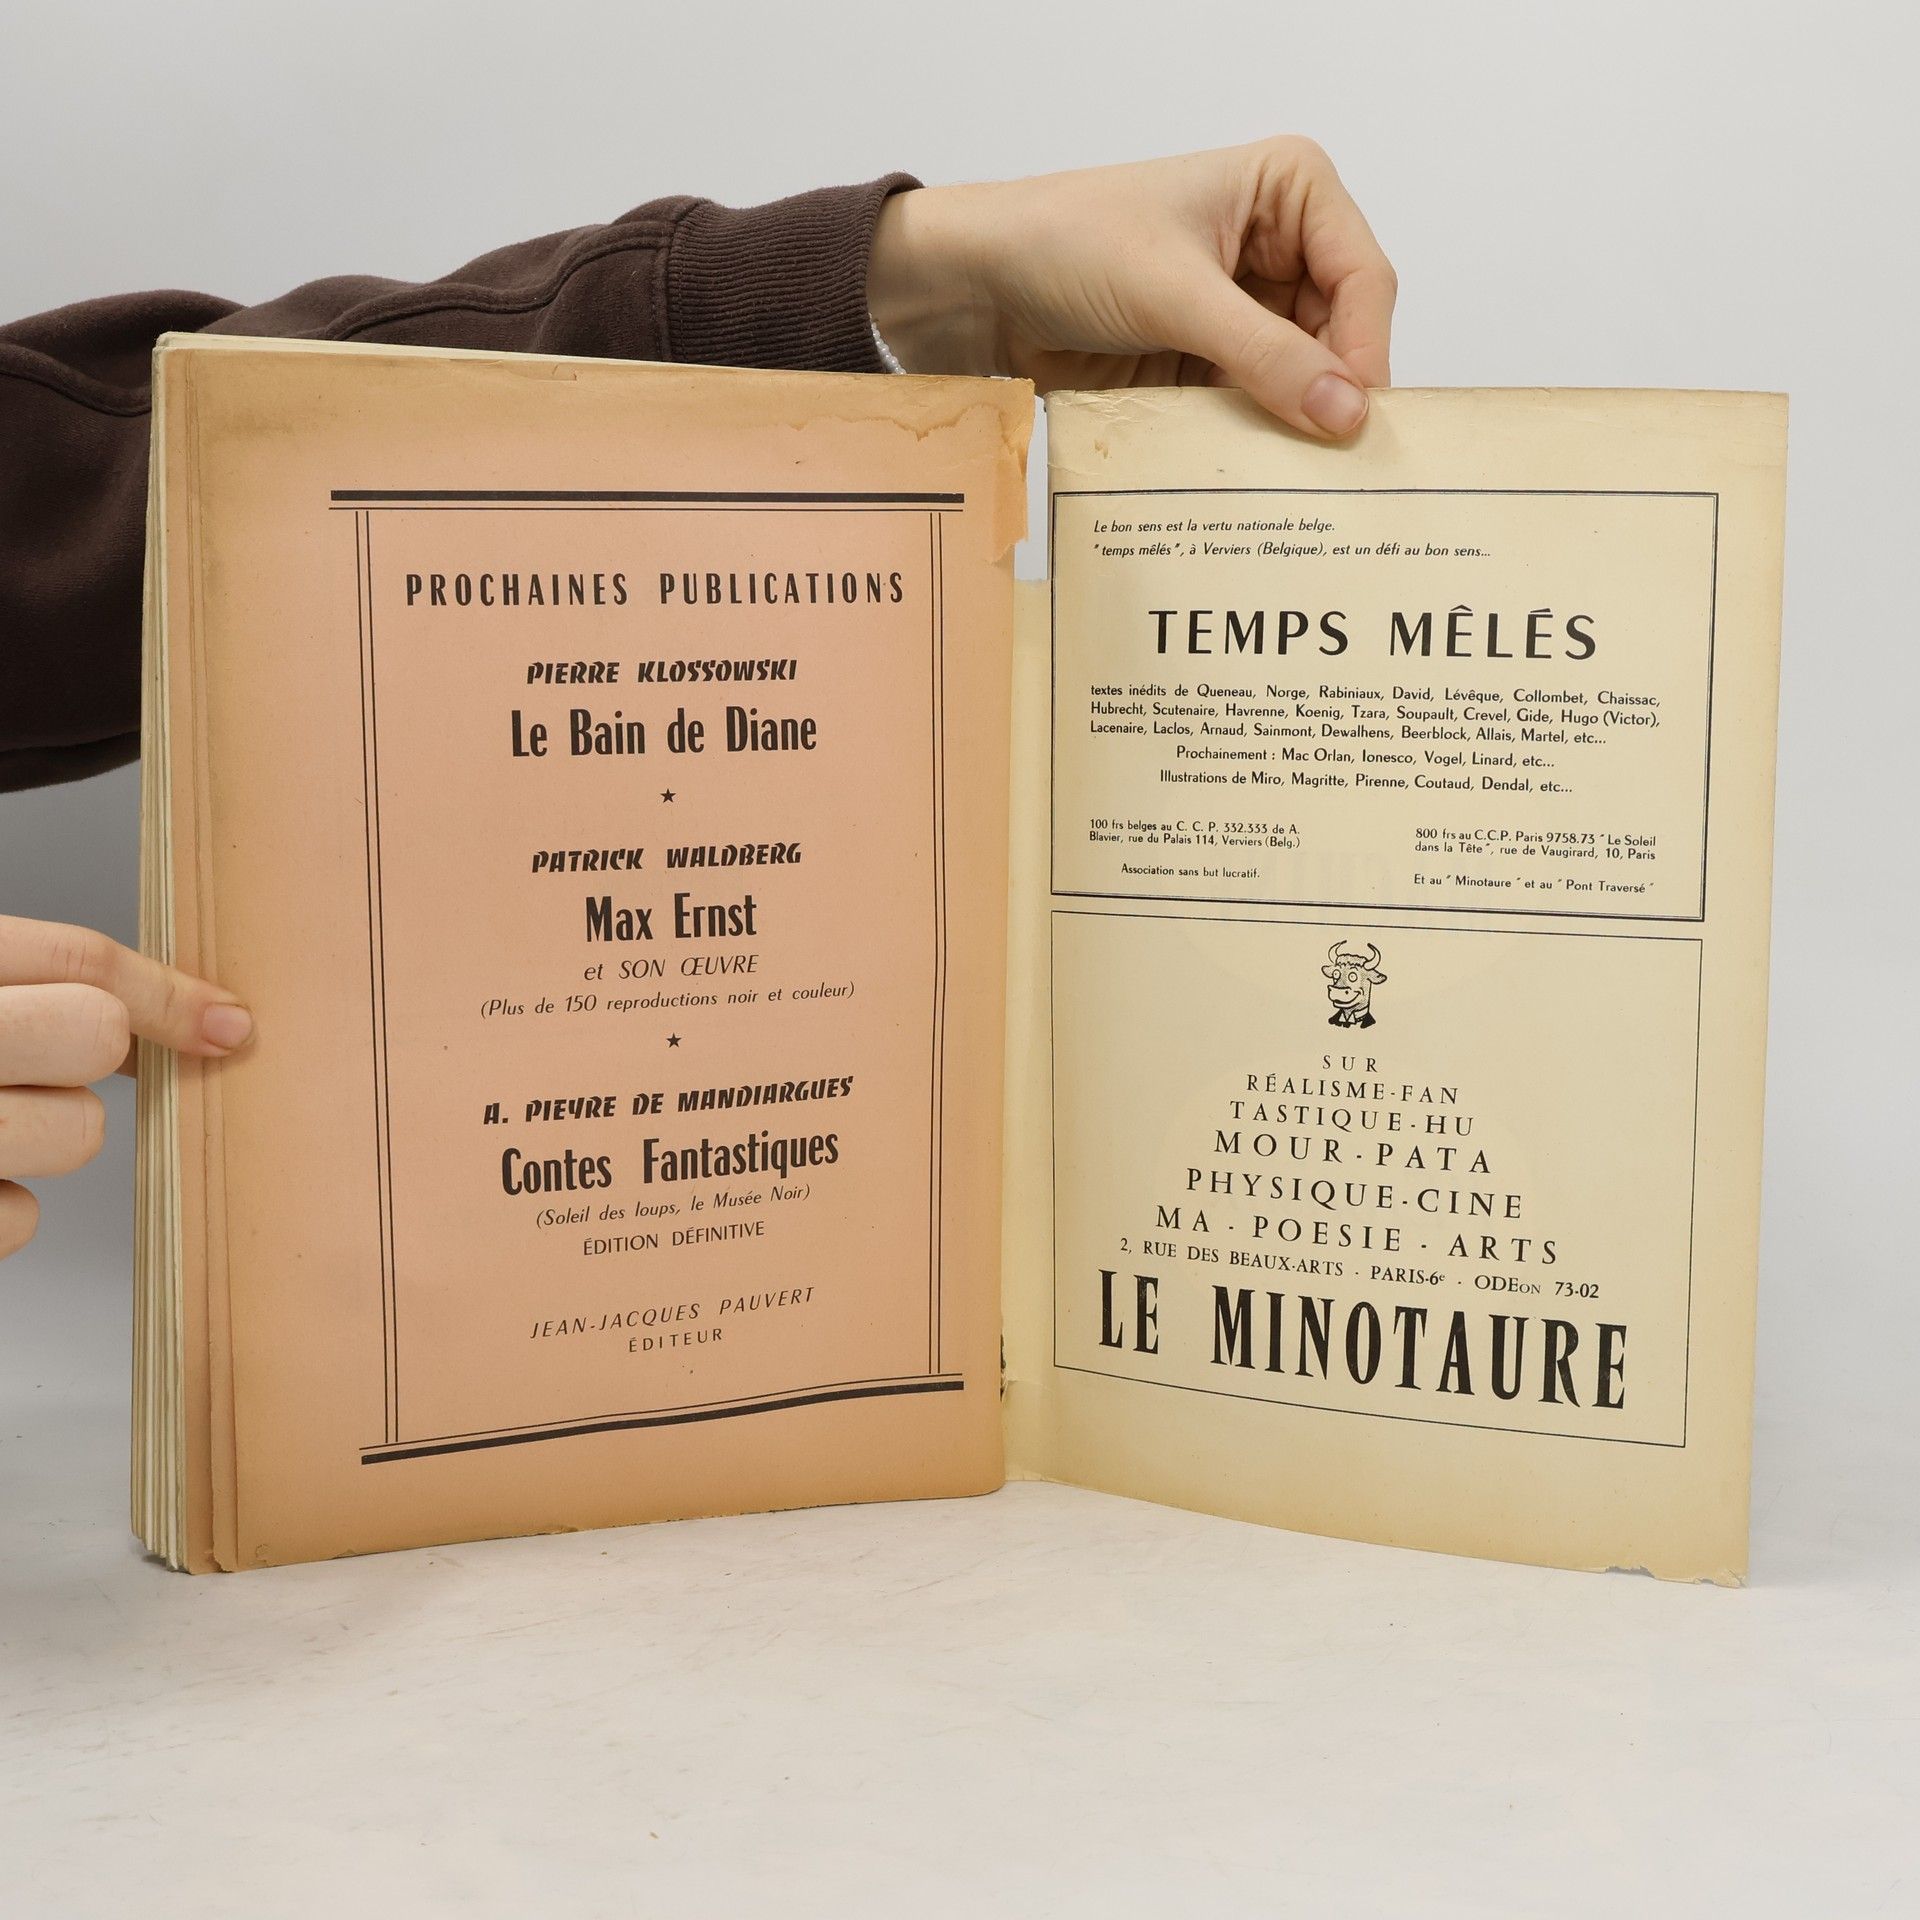 PROCHAINES PUBLICATIONS
PIERRE KLOSSOWSKI
Le Bain de Diane
★
PATRICK WALDBERG
Max Ernst
et SON ŒUVRE
(Plus de 150 reproductions noir et couleur)
★
A. PIEYRE DE MANDIARGUES
Contes Fantastiques
(Soleil des loups, le Musée Noir)
ÉDITION DÉFINITIVE
JEAN-JACQUES PAUVERT
ÉDITEUR
Le bon sens est la vertu nationale belge.
"temps mêlés", à Verviers (Belgique), est un défi au bon sens...
TEMPS MÊLÉS
textes inédits de Queneau, Norge, Rabiniaux, David, Lévêque, Collombet, Chaissac,
Hubrecht, Scutenaire, Havrenne, Koenig, Tzara, Soupault, Crevel, Gide, Hugo (Victor),
Lacenaire, Laclos, Arnaud, Sainmont, Dewalhens, Beerblock, Allais, Martel, etc...
Prochainement : Mac Orlan, Ionesco, Vogel, Linard, etc...
Illustrations de Miro, Magritte, Pirenne, Coutaud, Dendal, etc...
100 frs belges au C. C. P. 332.333 de A.
Blavier, rue du Palais 114, Verviers (Belg.)
Association sans but lucratif.
800 frs au C.C.P. Paris 9758.73 "Le Soleil
dans la Tête", rue de Vaugirard, 10, Paris
Et au "Minotaure" et au "Pont Traversé"
SUR
RÉALISME-FAN
TASTIQUE-HU
MOUR-PATA
PHYSIQUE-CINE
MA - POESIE - ARTS
2, RUE DES BEAUX-ARTS - PARIS-6e - ODEON 73-02
LE MINOTAURE